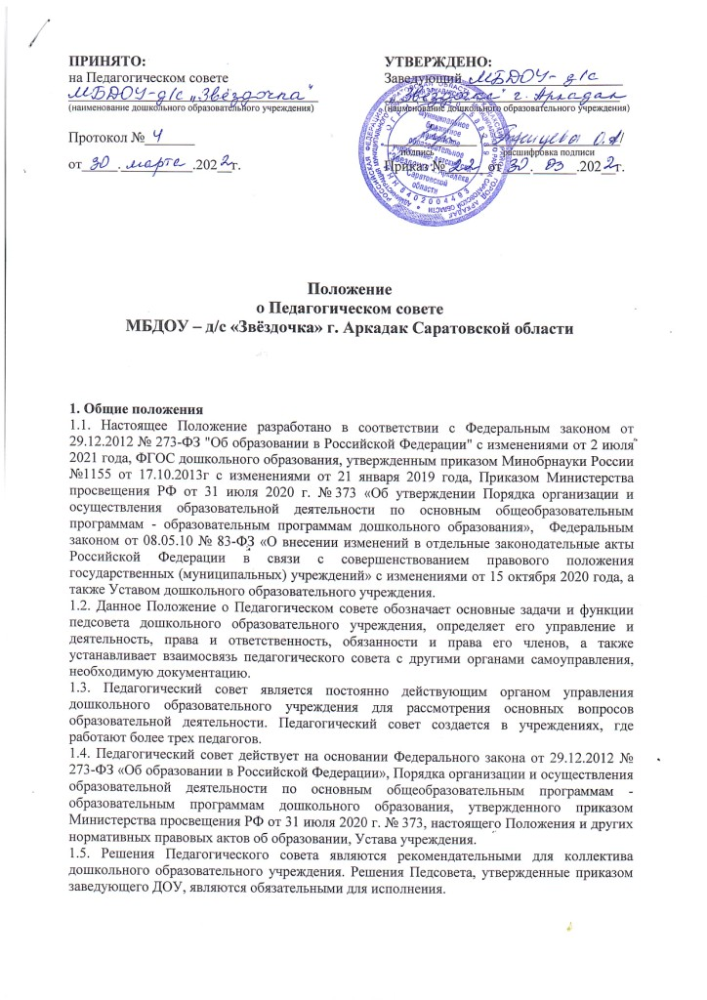 ПРИНЯТО:
на Педагогическом совете
МБДОУ-д/с „Звёздочка"
(наименование дошкольного образовательного учреждения)
Протокол № 4
от 30 . марта .2022 г.
УТВЕРЖДЕНО:
Заведующий МБДОУ- д/с
„Звёздочка" г. Аркадак
(наименование дошкольного образовательного учреждения)
О.А
подпись расшифровка подписи
Приказ № 22 от 30. 03 .2022г.
Положение
о Педагогическом совете
МБДОУ – д/с «Звёздочка» г. Аркадак Саратовской области
1. Общие положения
1.1. Настоящее Положение разработано в соответствии с Федеральным законом от
29.12.2012 № 273-ФЗ "Об образовании в Российской Федерации" с изменениями от 2 июля
2021 года, ФГОС дошкольного образования, утвержденным приказом Минобрнауки России
№1155 от 17.10.2013г с изменениями от 21 января 2019 года, Приказом Министерства
просвещения РФ от 31 июля 2020 г. № 373 «Об утверждении Порядка организации и
осуществления образовательной деятельности по основным общеобразовательным
программам - образовательным программам дошкольного образования», Федеральным
законом от 08.05.10 № 83-ФЗ «О внесении изменений в отдельные законодательные акты
Российской Федерации в связи с совершенствованием правового положения
государственных (муниципальных) учреждений» с изменениями от 15 октября 2020 года, а
также Уставом дошкольного образовательного учреждения.
1.2. Данное Положение о Педагогическом совете обозначает основные задачи и функции
педсовета дошкольного образовательного учреждения, определяет его управление и
деятельность, права и ответственность, обязанности и права его членов, а также
устанавливает взаимосвязь педагогического совета с другими органами самоуправления,
необходимую документацию.
1.3. Педагогический совет является постоянно действующим органом управления
дошкольного образовательного учреждения для рассмотрения основных вопросов
образовательной деятельности. Педагогический совет создается в учреждениях, где
работают более трех педагогов.
1.4. Педагогический совет действует на основании Федерального закона от 29.12.2012 №
273-ФЗ «Об образовании в Российской Федерации», Порядка организации и осуществления
образовательной деятельности по основным общеобразовательным программам -
образовательным программам дошкольного образования, утвержденного приказом
Министерства просвещения РФ от 31 июля 2020 г. № 373, настоящего Положения и других
нормативных правовых актов об образовании, Устава учреждения.
1.5. Решения Педагогического совета являются рекомендательными для коллектива
дошкольного образовательного учреждения. Решения Педсовета, утвержденные приказом
заведующего ДОУ, являются обязательными для исполнения.